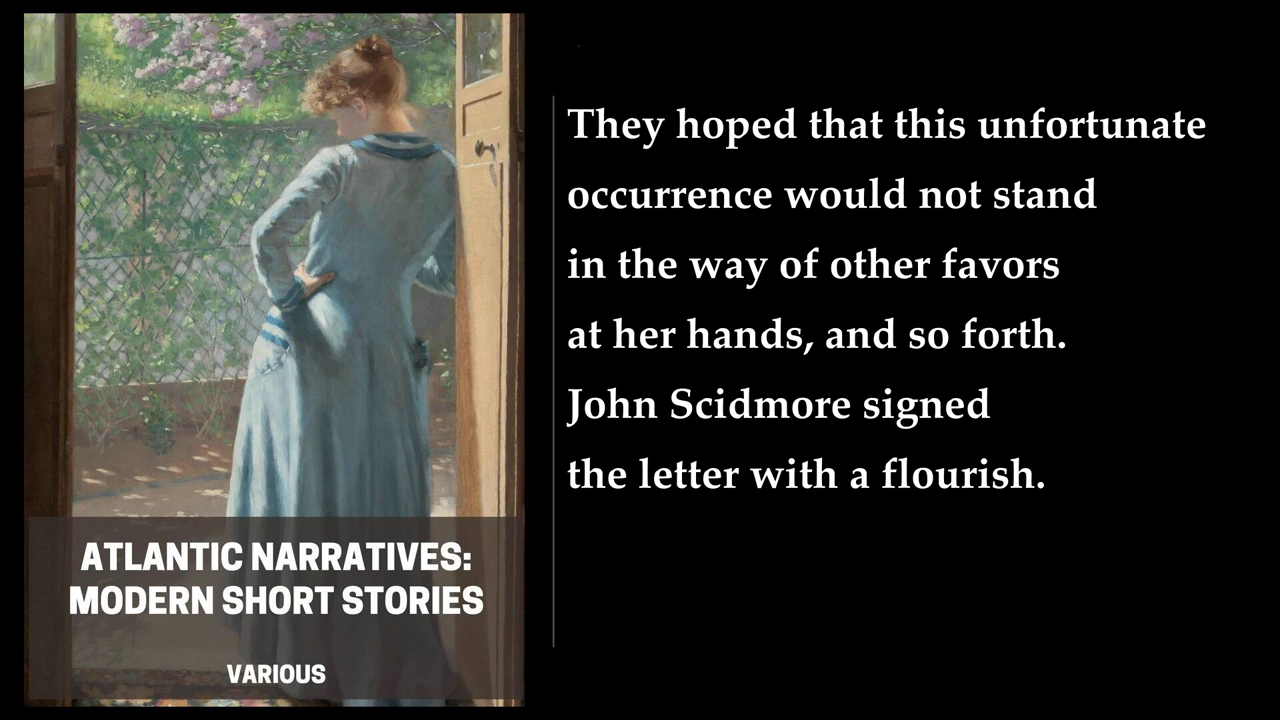 They hoped that this unfortunate
occurrence would not stand
in the way of other favors
at her hands, and so forth.
John Scidmore signed
the letter with a flourish.
ATLANTIC NARRATIVES:
MODERN SHORT STORIES
VARIOUS